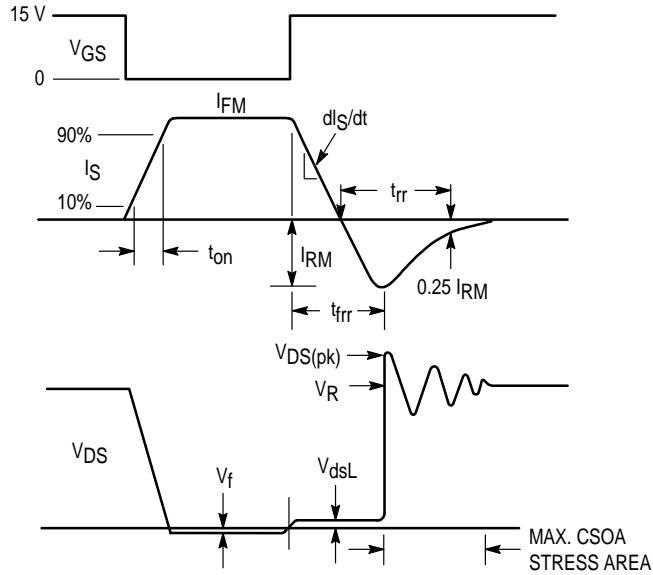 15 V
VGS
0
IFM
dIS/dt
90%
IS
10%
trr
ton
IRM
0.25 IRM
tfrr
VDS(pk)
VR
VDS
Vf
VdsL
MAX. CSOA
STRESS AREA